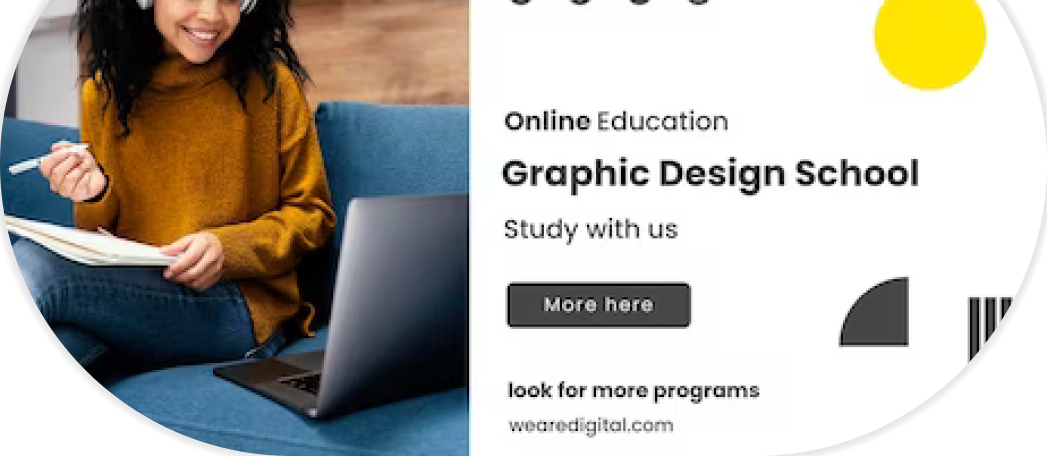 Online Education
Graphic Design School
Study with us
More here
look for more programs
wearedigital.com